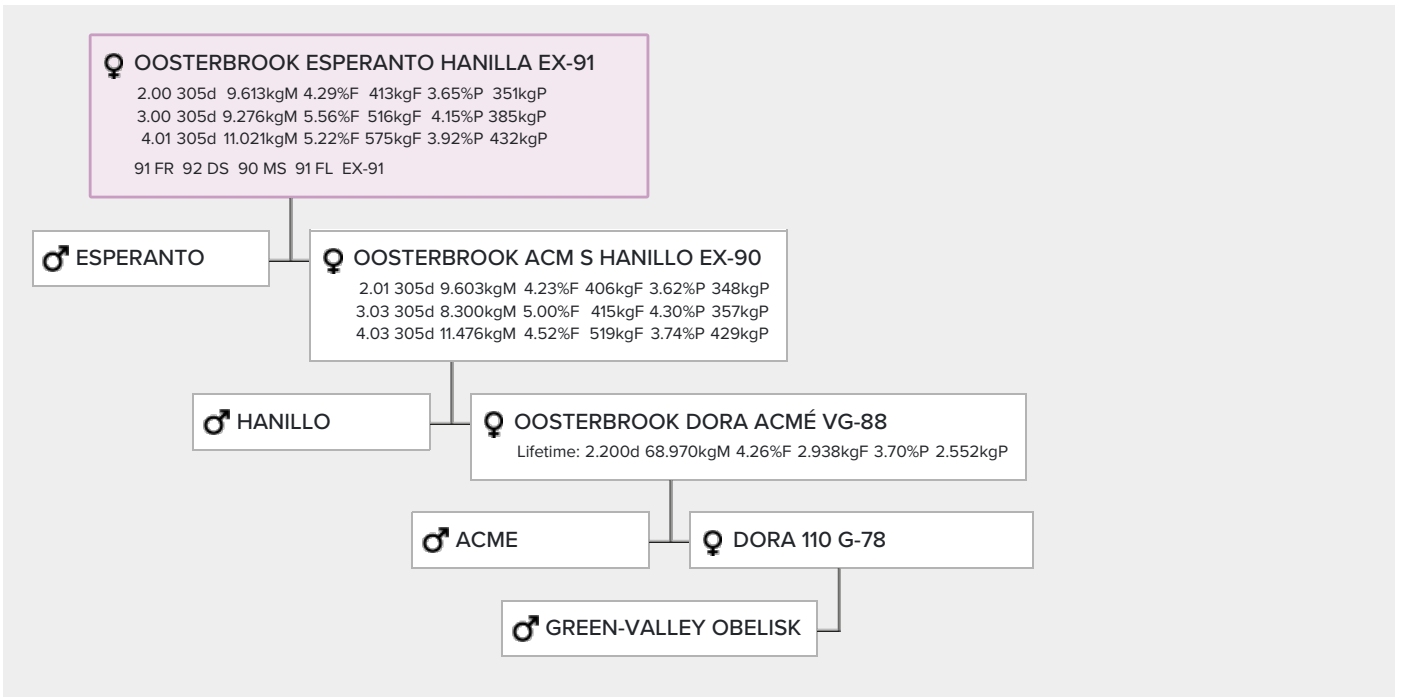 OOSTERBROOK ESPERANTO HANILLA EX-91
2.00 305d 9.613kgM 4.29%F 413kgF 3.65%P 351kgP
3.00 305d 9.276kgM 5.56%F 516kgF 4.15%P 385kgP
4.01 305d 11.021kgM 5.22%F 575kgF 3.92%P 432kgP
91 FR 92 DS 90 MS 91 FL EX-91
ESPERANTO
OOSTERBROOK ACM S HANILLO EX-90
2.01 305d 9.603kgM 4.23%F 406kgF 3.62%P 348kgP
3.03 305d 8.300kgM 5.00%F 415kgF 4.30%P 357kgP
4.03 305d 11.476kgM 4.52%F 519kgF 3.74%P 429kgP
HANILLO
OOSTERBROOK DORA ACMÉ VG-88
Lifetime: 2.200d 68.970kgM 4.26%F 2.938kgF 3.70%P 2.552kgP
ACME
DORA 110 G-78
GREEN-VALLEY OBELISK